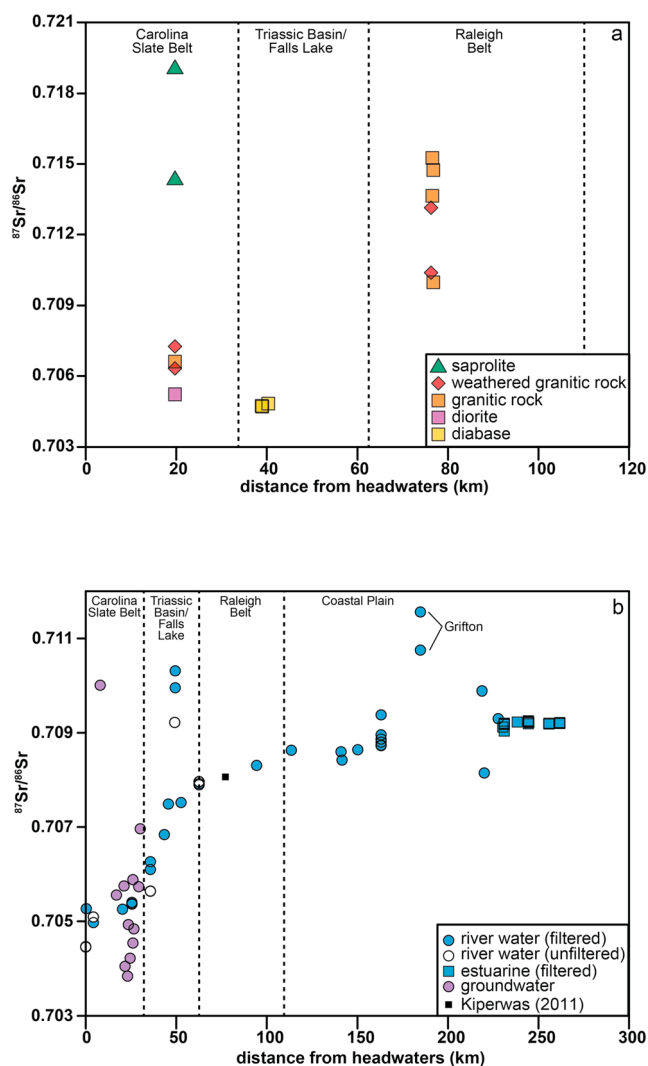 a
Carolina
Slate Belt
Triassic Basin/
Falls Lake
Raleigh
Belt
0.721
0.718
0.715
0.712
0.709
0.706
0.703
⁸⁷Sr/⁸⁶Sr
saprolite
weathered granitic rock
granitic rock
diorite
diabase
0 20 40 60 80 100 120
distance from headwaters (km)
b
Carolina
Slate Belt
Triassic
Basin/
Falls
Lake
Raleigh
Belt
Coastal Plain
Grifton
0.711
0.709
0.707
0.705
0.703
⁸⁷Sr/⁸⁶Sr
river water (filtered)
river water (unfiltered)
estuarine (filtered)
groundwater
Kiperwas (2011)
0 50 100 150 200 250 300
distance from headwaters (km)